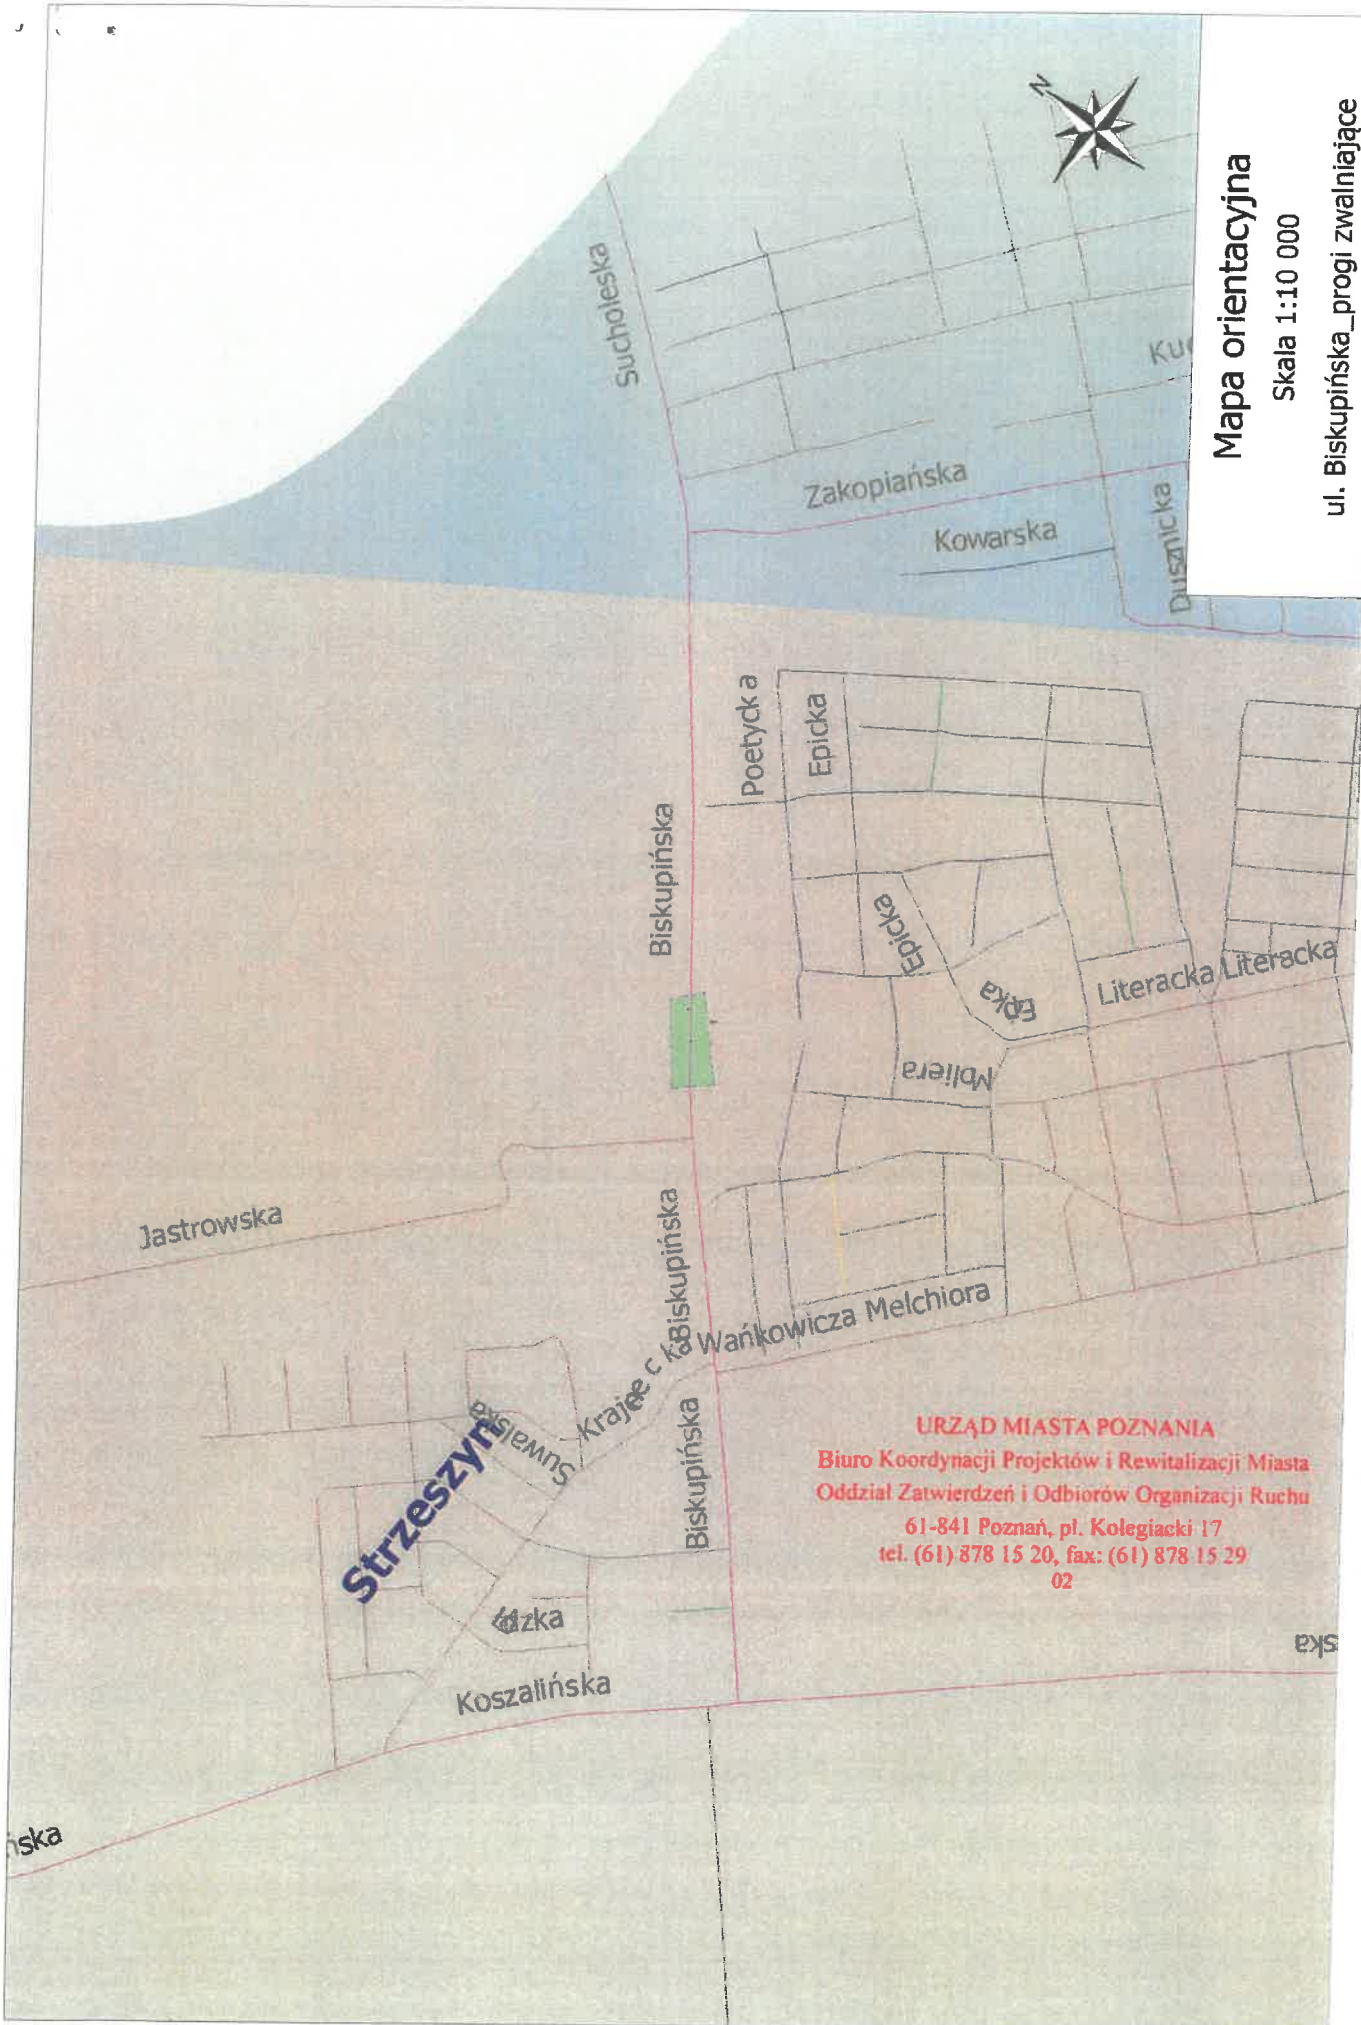 N
Mapa orientacyjna
Skala 1:10 000
ul. Biskupińska_progi zwalniające
Sucholeska
Zakopiańska
Kowarska
Dusznicka
Poetycka
Epicka
Biskupińska
Epicka
Literacka Literacka
Moliera
Jastrowska
Biskupińska
Wańkowicza Melchiora
Krajeecka
Suwalska
Strzeszyn
Biskupińska
Koszalińska
ńska
ska
URZĄD MIASTA POZNANIA
Biuro Koordynacji Projektów i Rewitalizacji Miasta
Oddział Zatwierdzeń i Odbiorów Organizacji Ruchu
61-841 Poznań, pl. Kolegiacki 17
tel. (61) 878 15 20, fax: (61) 878 15 29
02